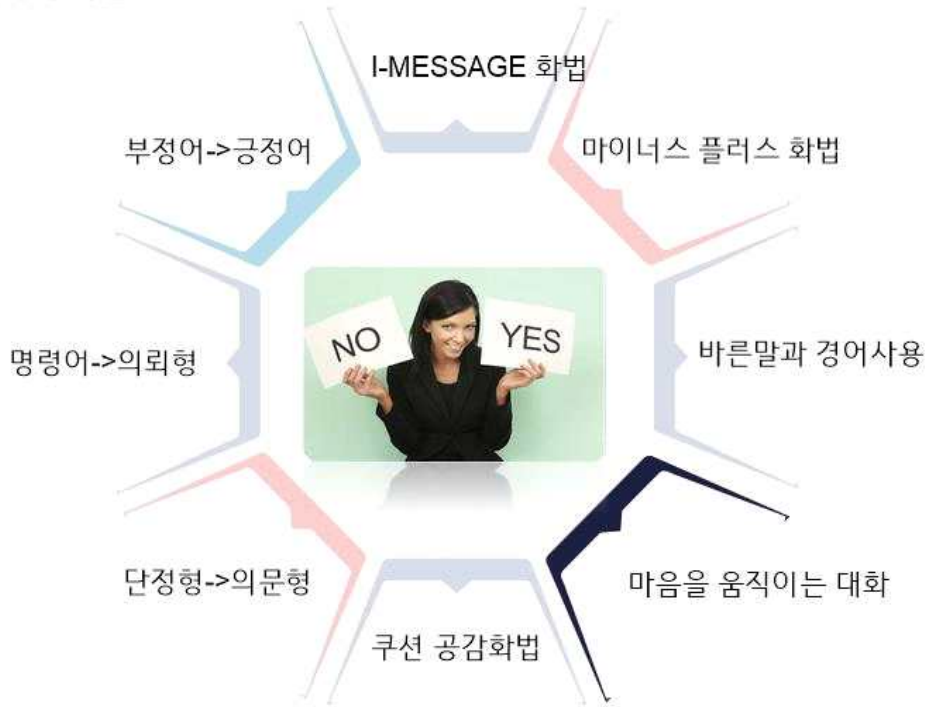 I-MESSAGE 화법
부정어->긍정어
마이너스 플러스 화법
NO
YES
명령어->의뢰형
바른말과 경어사용
단정형->의문형
마음을 움직이는 대화
쿠션 공감화법